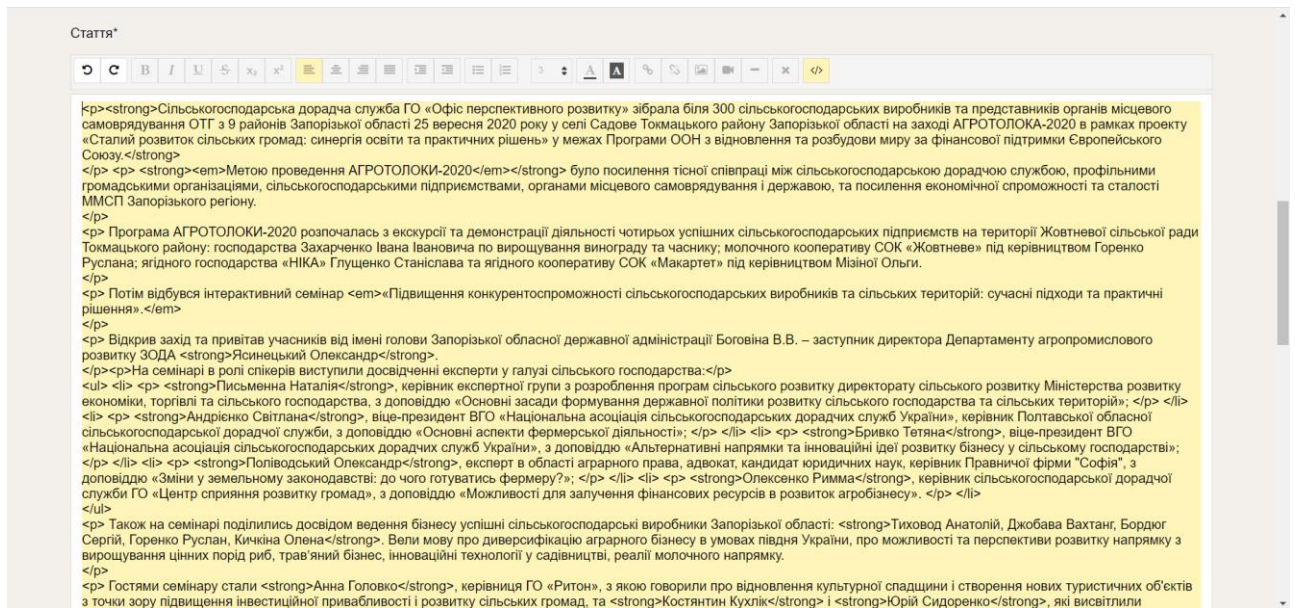 Стаття*
B I U S x₂ x² 3 A A </>
<p><strong>Сільськогосподарська дорадча служба ГО «Офіс перспективного розвитку» зібрала біля 300 сільськогосподарських виробників та представників органів місцевого
самоврядування ОТГ з 9 районів Запорізької області 25 вересня 2020 року у селі Садове Токмацького району Запорізької області на заході АГРОТОЛОКА-2020 в рамках проекту
«Сталий розвиток сільських громад: синергія освіти та практичних рішень» у межах Програми ООН з відновлення та розбудови миру за фінансової підтримки Європейського
Союзу.</strong>
</p> <p> <strong><em>Метою проведення АГРОТОЛОКИ-2020</em></strong> було посилення тісної співпраці між сільськогосподарською дорадчою службою, профільними
громадськими організаціями, сільськогосподарськими підприємствами, органами місцевого самоврядування і державою, та посилення економічної спроможності та сталості
ММСП Запорізького регіону.
</p>
<p> Програма АГРОТОЛОКИ-2020 розпочалась з екскурсії та демонстрації діяльності чотирьох успішних сільськогосподарських підприємств на території Жовтневої сільської ради
Токмацького району: господарства Захарченко Івана Івановича по вирощування винограду та часнику; молочного кооперативу СОК «Жовтневе» під керівництвом Горенко
Руслана; ягідного господарства «НІКА» Глущенко Станіслава та ягідного кооперативу СОК «Макартет» під керівництвом Мізіної Ольги.
</p>
<p> Потім відбувся інтерактивний семінар <em>«Підвищення конкурентоспроможності сільськогосподарських виробників та сільських територій: сучасні підходи та практичні
рішення».</em>
</p>
<p> Відкрив захід та привітав учасників від імені голови Запорізької обласної державної адміністрації Боговіна В.В. – заступник директора Департаменту агропромислового
розвитку ЗОДА <strong>Ясинецький Олександр</strong>.
</p><p>На семінарі в ролі спікерів виступили досвідченні експерти у галузі сільського господарства:</p>
<ul> <li> <p> <strong>Письменна Наталія</strong>, керівник експертної групи з розроблення програм сільського розвитку директорату сільського розвитку Міністерства розвитку
економіки, торгівлі та сільського господарства, з доповіддю «Основні засади формування державної політики розвитку сільського господарства та сільських територій»; </p> </li>
<li> <p> <strong>Андрієнко Світлана</strong>, віце-президент ВГО «Національна асоціація сільськогосподарських дорадчих служб України», керівник Полтавської обласної
сільськогосподарської дорадчої служби, з доповіддю «Основні аспекти фермерської діяльності»; </p> </li> <li> <p> <strong>Бривко Тетяна</strong>, віце-президент ВГО
«Національна асоціація сільськогосподарських дорадчих служб України», з доповіддю «Альтернативні напрямки та інноваційні ідеї розвитку бізнесу у сільському господарстві»;
</p> </li> <li> <p> <strong>Поліводський Олександр</strong>, експерт в області аграрного права, адвокат, кандидат юридичних наук, керівник Правничої фірми "Софія", з
доповіддю «Зміни у земельному законодавстві: до чого готуватись фермеру?»; </p> </li> <li> <p> <strong>Олексенко Римма</strong>, керівник сільськогосподарської дорадчої
служби ГО «Центр сприяння розвитку громад», з доповіддю «Можливості для залучення фінансових ресурсів в розвиток агробізнесу». </p> </li>
</ul>
<p> Також на семінарі поділились досвідом ведення бізнесу успішні сільськогосподарські виробники Запорізької області: <strong>Тиховод Анатолій, Джобава Вахтанг, Бордюг
Сергій, Горенко Руслан, Кичкіна Олена</strong>. Вели мову про диверсифікацію аграрного бізнесу в умовах півдня України, про можливості та перспективи розвитку напрямку з
вирощування цінних порід риб, трав’яний бізнес, інноваційні технології у садівництві, реалії молочного напрямку.
</p>
<p> Гостями семінару стали <strong>Анна Головко</strong>, керівниця ГО «Ритон», з якою говорили про відновлення культурної спадщини і створення нових туристичних об'єктів
з точки зору підвищення інвестиційної привабливості і розвитку сільських громад, та <strong>Костянтин Кухлік</strong> і <strong>Юрій Сидоренко</strong>, які висвітлили